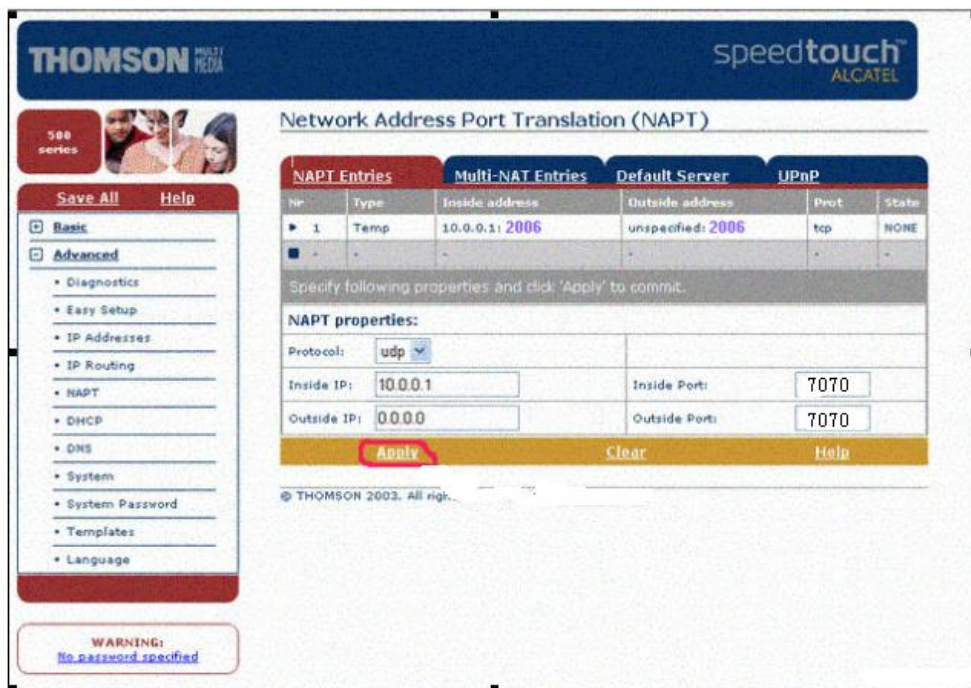 THOMSON MULTI MEDIA
speedtouch™
ALCATEL
500 series
Save All Help
Basic
Advanced
• Diagnostics
• Easy Setup
• IP Addresses
• IP Routing
• NAPT
• DHCP
• DNS
• System
• System Password
• Templates
• Language
WARNING:
No password specified
Network Address Port Translation (NAPT)
NAPT Entries Multi-NAT Entries Default Server UPnP
Nr Type Inside address Outside address Prot State
1 Temp 10.0.0.1: 2006 unspecified: 2006 tcp NONE
- - - - - -
Specify following properties and click 'Apply' to commit.
NAPT properties:
Protocol: udp
Inside IP: 10.0.0.1 Inside Port: 7070
Outside IP: 0.0.0.0 Outside Port: 7070
Apply Clear Help
© THOMSON 2003. All